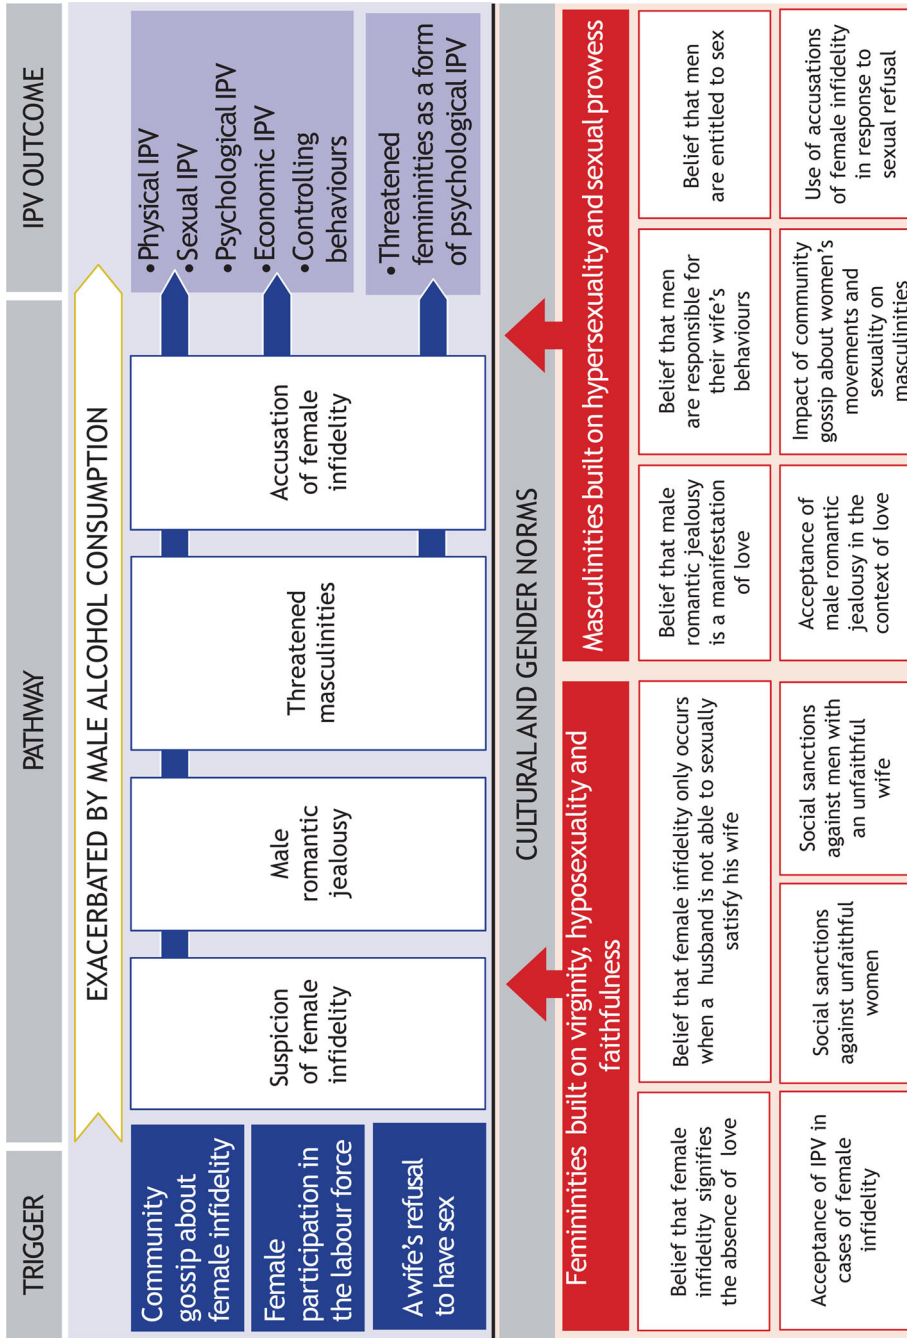 TRIGGER
PATHWAY
IPV OUTCOME
EXACERBATED BY MALE ALCOHOL CONSUMPTION
Community
gossip about
female infidelity
Female
participation in
the labour force
A wife's refusal
to have sex
Suspicion
of female
infidelity
Male
romantic
jealousy
Threatened
masculinities
Accusation
of female
infidelity
• Physical IPV
• Sexual IPV
• Psychological IPV
• Economic IPV
• Controlling
behaviours
• Threatened
femininities as a form
of psychological IPV
CULTURAL AND GENDER NORMS
Femininities built on virginity, hyposexuality and
faithfulness
Belief that female
infidelity signifies
the absence of love
Belief that female infidelity only occurs
when a husband is not able to sexually
satisfy his wife
Acceptance of IPV in
cases of female
infidelity
Social sanctions
against unfaithful
women
Social sanctions
against men with
an unfaithful
wife
Masculinities built on hypersexuality and sexual prowess
Belief that male
romantic jealousy
is a manifestation
of love
Belief that men
are responsible for
their wife's
behaviours
Belief that men
are entitled to sex
Acceptance of
male romantic
jealousy in the
context of love
Impact of community
gossip about women's
movements and
sexuality on
masculinities
Use of accusations
of female infidelity
in response to
sexual refusal